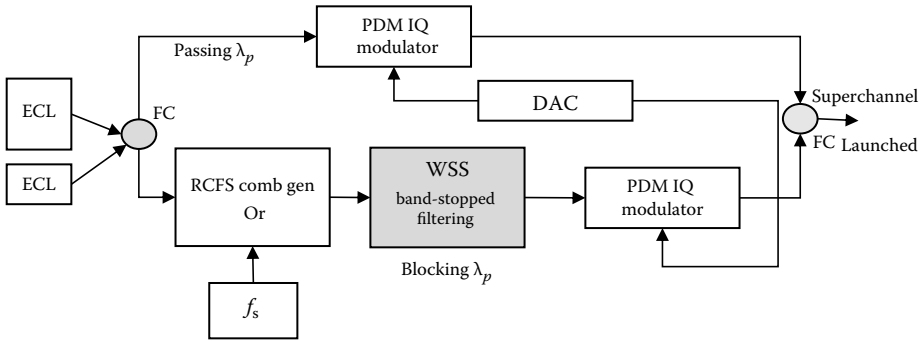 PDM IQ
modulator
Passing λp
ECL
FC
DAC
Superchannel
FC Launched
ECL
RCFS comb gen
Or
WSS
band-stopped
filtering
PDM IQ
modulator
Blocking λp
fs